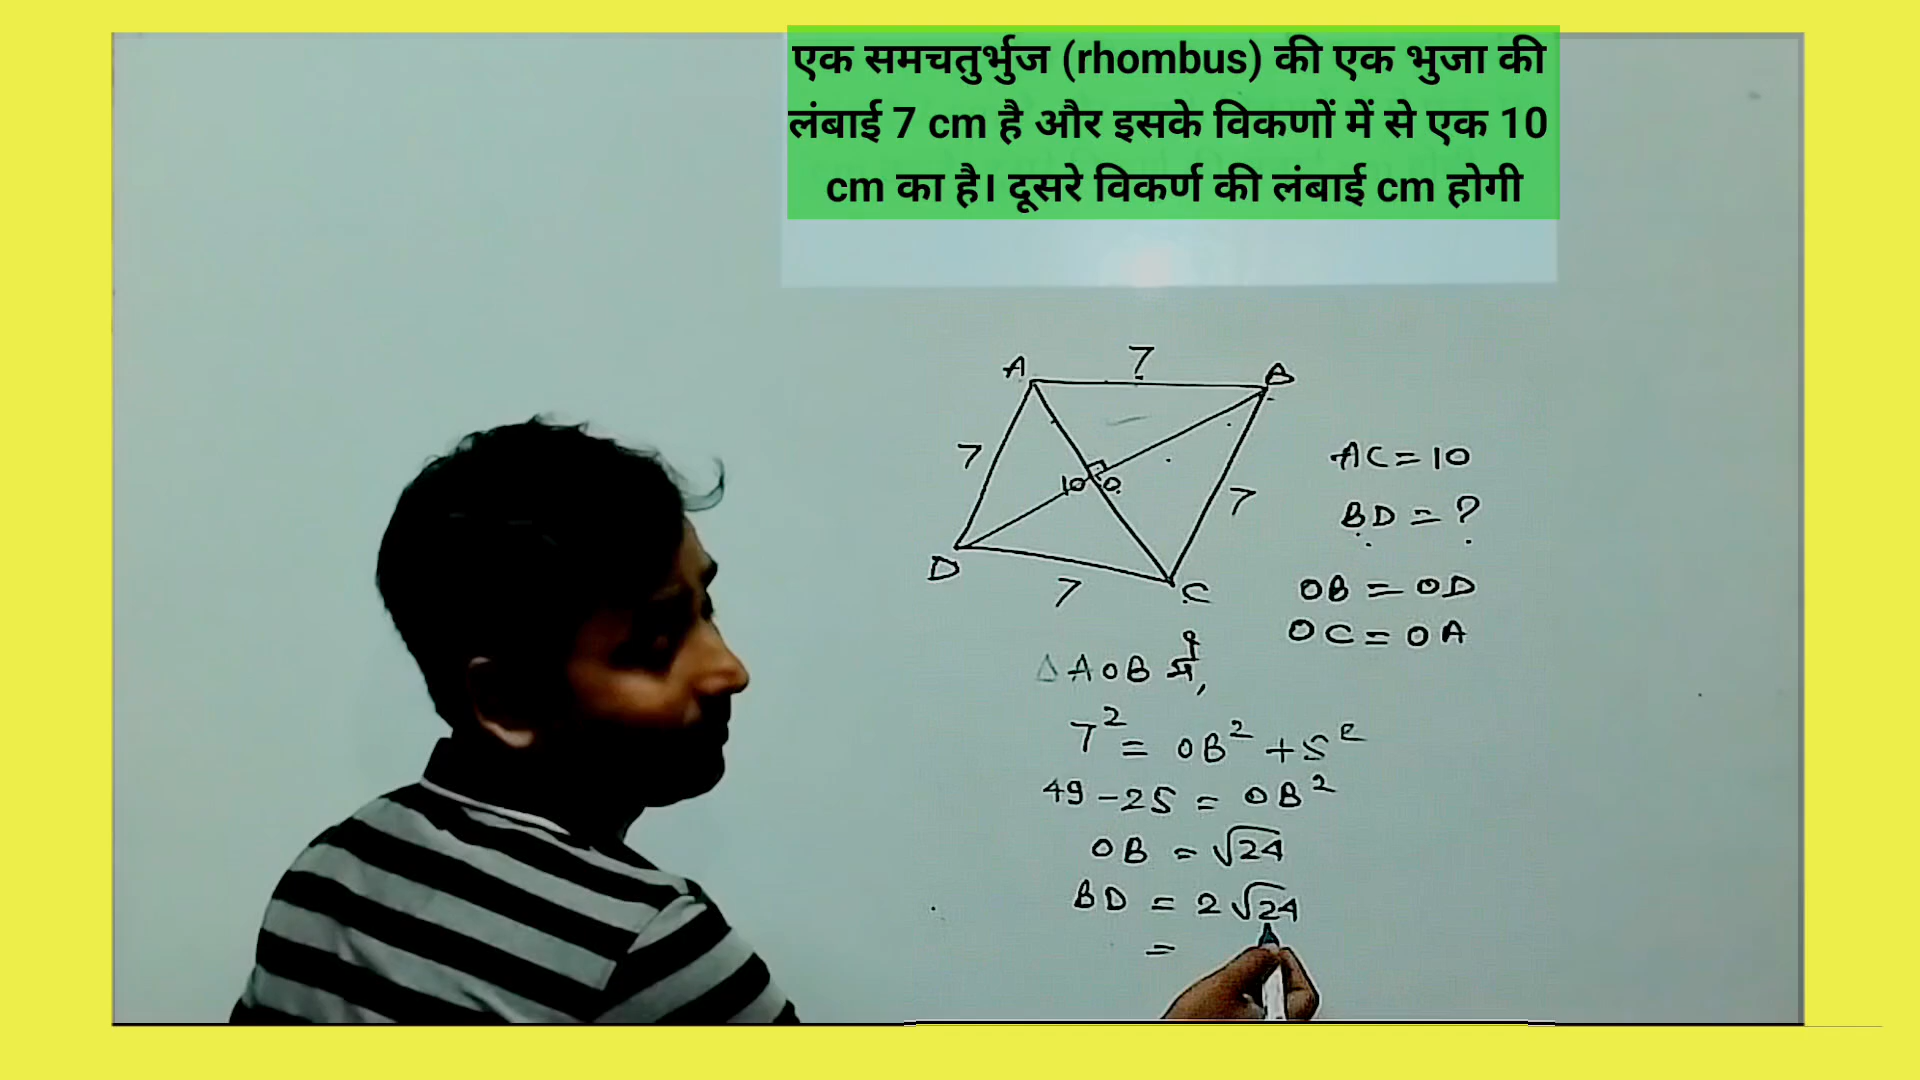 एक समचतुर्भुज (rhombus) की एक भुजा की
लंबाई 7 cm है और इसके विकणों में से एक 10
cm का है। दूसरे विकर्ण की लंबाई cm होगी
A
7
B
7
10
O
7
D
7
C
AC = 10
BD = ?
OB = OD
OC = OA
Δ AOB में,
7² = OB² + 5²
49 - 25 = OB²
OB = √24
BD = 2√24
=